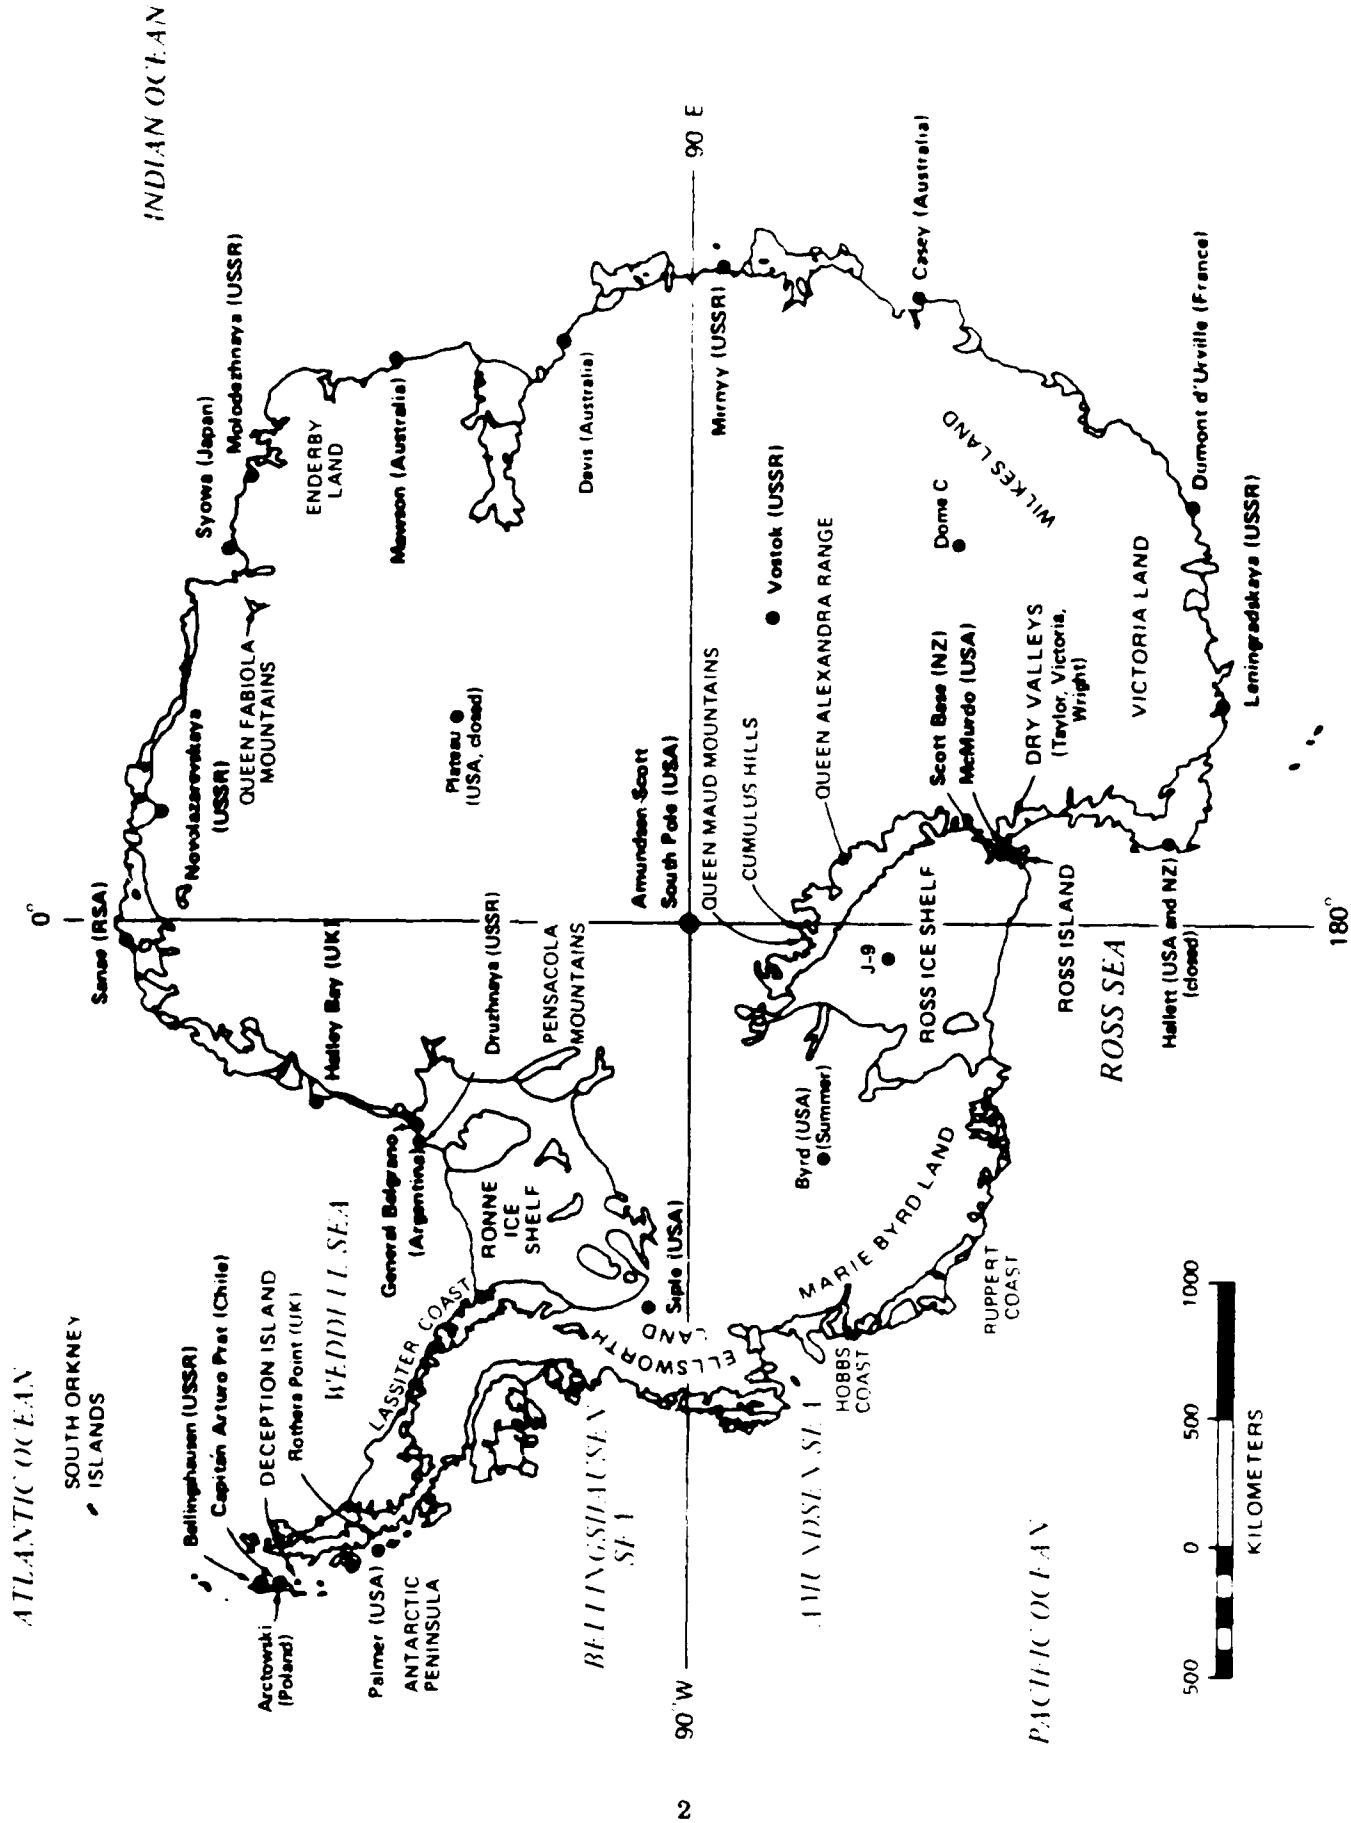 ATLANTIC OCEAN
INDIAN OCEAN
SOUTH ORKNEY
ISLANDS
0°
Sanae (RSA)
Novolazarevskaya
(USSR)
QUEEN FABIOLA
MOUNTAINS
Syowa (Japan)
Molodezhnaya (USSR)
ENDERBY
LAND
Mawson (Australia)
Davis (Australia)
Mirnyy (USSR)
90 E
Casey (Australia)
Bellinghausen (USSR)
Capitán Arturo Prat (Chile)
DECEPTION ISLAND
Rothera Point (UK)
Arctowski
(Poland)
Palmer (USA)
ANTARCTIC
PENINSULA
WEDDELL SEA
LASSITER COAST
Halley Bay (UK)
General Belgrano
(Argentina)
Druzhnaya (USSR)
RONNE
ICE
SHELF
PENSACOLA
MOUNTAINS
Plateau
(USA, closed)
Amundsen-Scott
South Pole (USA)
QUEEN MAUD MOUNTAINS
CUMULUS HILLS
QUEEN ALEXANDRA RANGE
Vostok (USSR)
Dome C
WILKES LAND
Siple (USA)
ELLSWORTH
LAND
BELLINGSHAUSEN
SEA
90°W
AMUNDSEN SEA
HOBBS
COAST
MARIE BYRD LAND
RUPPERT
COAST
Byrd (USA)
(Summer)
J-9
ROSS ICE SHELF
Scott Base (NZ)
McMurdo (USA)
DRY VALLEYS
(Taylor, Victoria,
Wright)
VICTORIA LAND
Dumont d'Urville (France)
Leningradskaya (USSR)
ROSS ISLAND
ROSS SEA
Hallett (USA and NZ)
(closed)
180°
PACIFIC OCEAN
500 0 500 1000
KILOMETERS
2